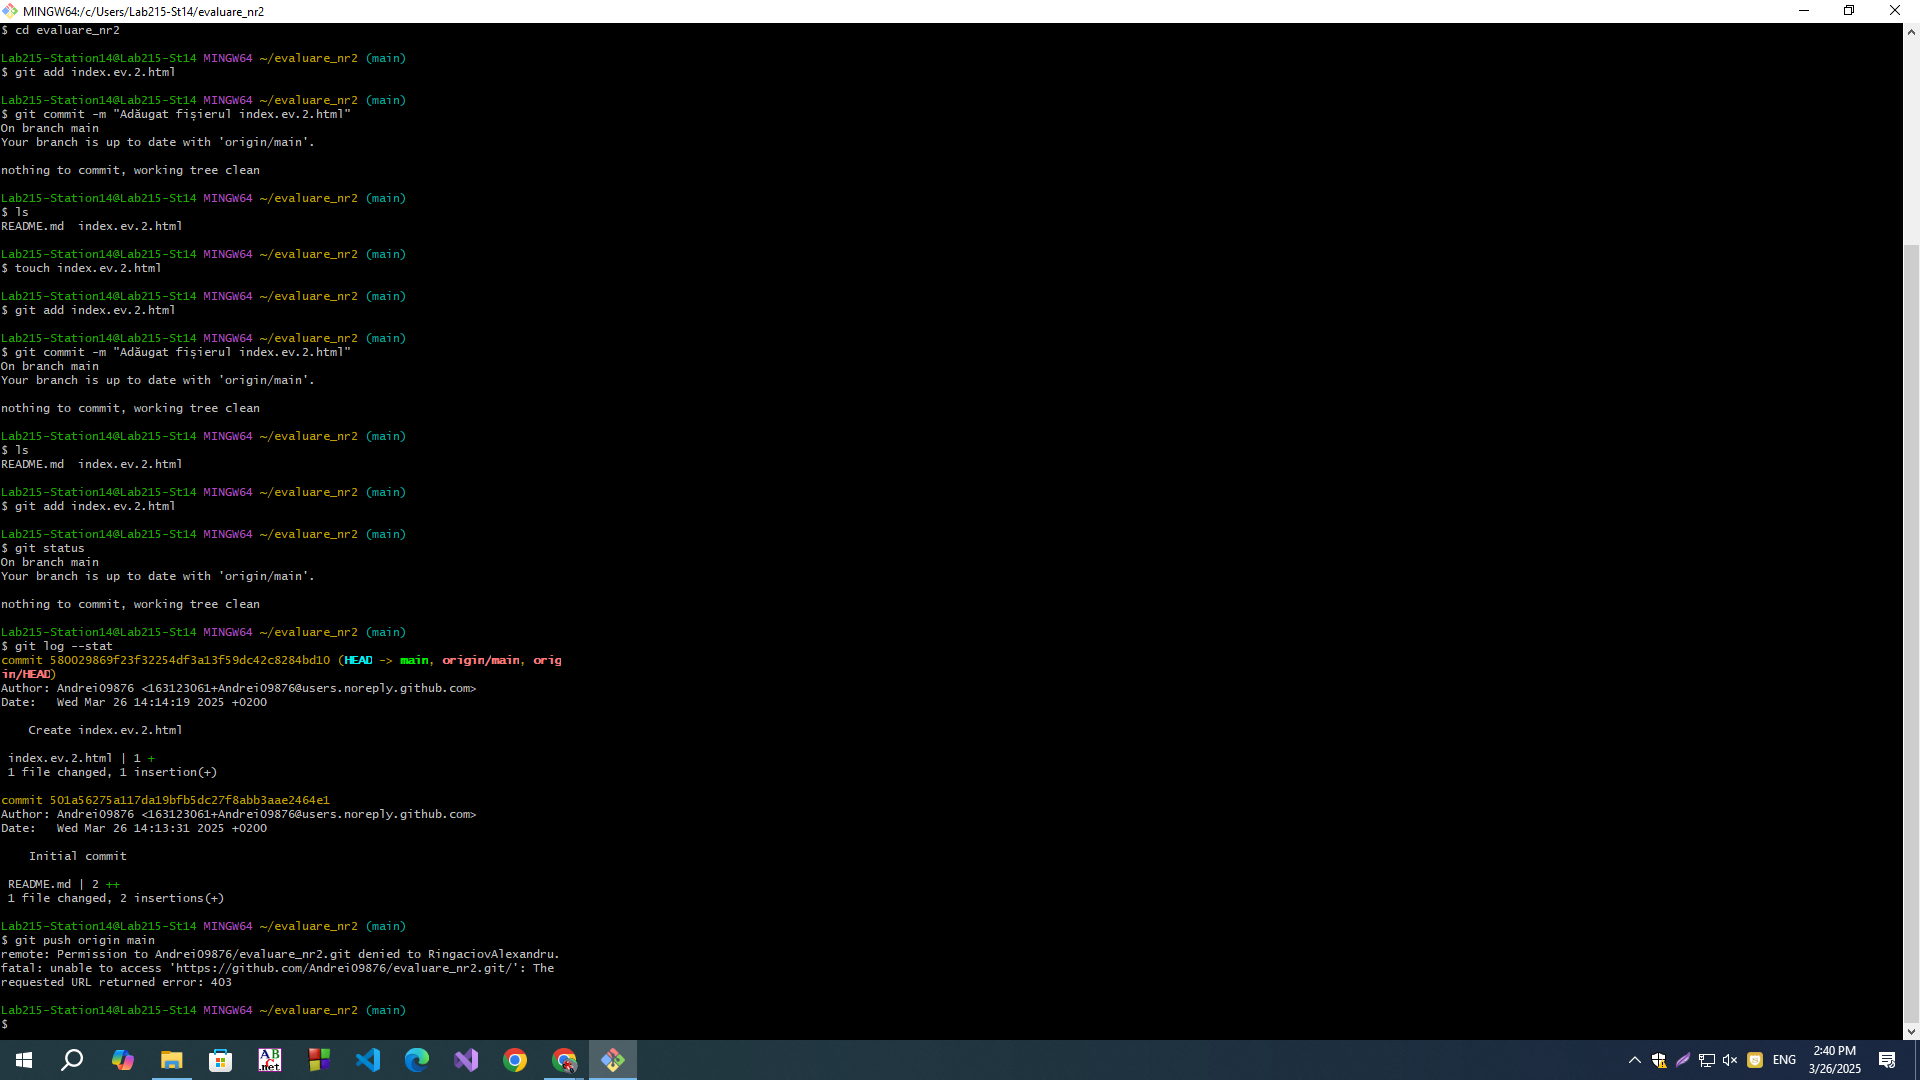 MINGW64:/c/Users/Lab215-St14/evaluare_nr2
$ cd evaluare_nr2
Lab215-Station14@Lab215-St14 MINGW64 ~/evaluare_nr2 (main)
$ git add index.ev.2.html
Lab215-Station14@Lab215-St14 MINGW64 ~/evaluare_nr2 (main)
$ git commit -m "Adăugat fișierul index.ev.2.html"
On branch main
Your branch is up to date with 'origin/main'.
nothing to commit, working tree clean
Lab215-Station14@Lab215-St14 MINGW64 ~/evaluare_nr2 (main)
$ ls
README.md  index.ev.2.html
Lab215-Station14@Lab215-St14 MINGW64 ~/evaluare_nr2 (main)
$ touch index.ev.2.html
Lab215-Station14@Lab215-St14 MINGW64 ~/evaluare_nr2 (main)
$ git add index.ev.2.html
Lab215-Station14@Lab215-St14 MINGW64 ~/evaluare_nr2 (main)
$ git commit -m "Adăugat fișierul index.ev.2.html"
On branch main
Your branch is up to date with 'origin/main'.
nothing to commit, working tree clean
Lab215-Station14@Lab215-St14 MINGW64 ~/evaluare_nr2 (main)
$ ls
README.md  index.ev.2.html
Lab215-Station14@Lab215-St14 MINGW64 ~/evaluare_nr2 (main)
$ git add index.ev.2.html
Lab215-Station14@Lab215-St14 MINGW64 ~/evaluare_nr2 (main)
$ git status
On branch main
Your branch is up to date with 'origin/main'.
nothing to commit, working tree clean
Lab215-Station14@Lab215-St14 MINGW64 ~/evaluare_nr2 (main)
$ git log --stat
commit 580029869f23f32254df3a13f59dc42c8284bd10 (HEAD -> main, origin/main, orig
in/HEAD)
Author: Andrei09876 <163123061+Andrei09876@users.noreply.github.com>
Date:   Wed Mar 26 14:14:19 2025 +0200
Create index.ev.2.html
index.ev.2.html | 1 +
1 file changed, 1 insertion(+)
commit 501a56275a117da19bfb5dc27f8abb3aae2464e1
Author: Andrei09876 <163123061+Andrei09876@users.noreply.github.com>
Date:   Wed Mar 26 14:13:31 2025 +0200
Initial commit
README.md | 2 ++
1 file changed, 2 insertions(+)
Lab215-Station14@Lab215-St14 MINGW64 ~/evaluare_nr2 (main)
$ git push origin main
remote: Permission to Andrei09876/evaluare_nr2.git denied to RingaciovAlexandru.
fatal: unable to access 'https://github.com/Andrei09876/evaluare_nr2.git/': The
requested URL returned error: 403
Lab215-Station14@Lab215-St14 MINGW64 ~/evaluare_nr2 (main)
$
ABC.net
ENG
2:40 PM
3/26/2025